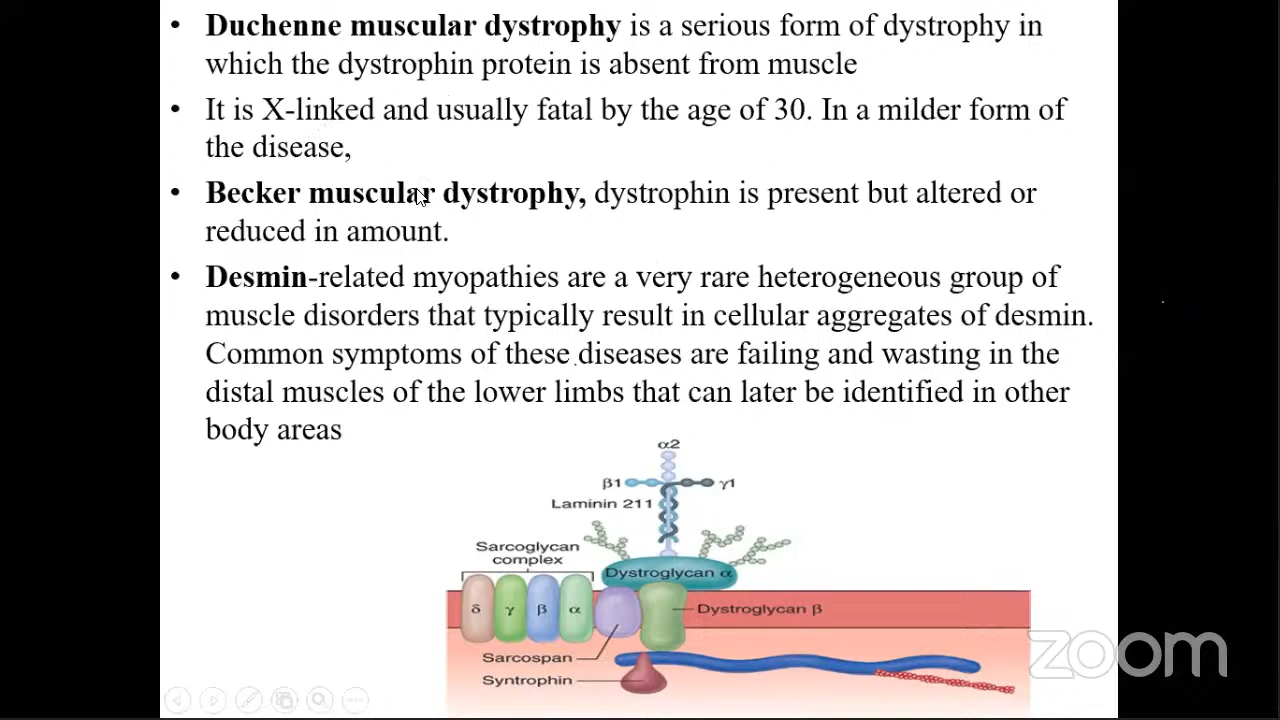 • Duchenne muscular dystrophy is a serious form of dystrophy in
which the dystrophin protein is absent from muscle
• It is X-linked and usually fatal by the age of 30. In a milder form of
the disease,
• Becker muscular dystrophy, dystrophin is present but altered or
reduced in amount.
• Desmin-related myopathies are a very rare heterogeneous group of
muscle disorders that typically result in cellular aggregates of desmin.
Common symptoms of these diseases are failing and wasting in the
distal muscles of the lower limbs that can later be identified in other
body areas
α2
β1
γ1
Laminin 211
Sarcoglycan
complex
Dystroglycan α
δ γ β α
Dystroglycan β
Sarcospan
Syntrophin
zoom